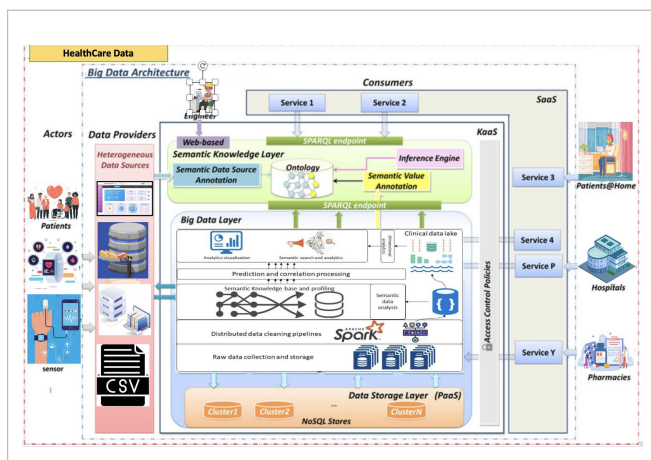 HealthCare Data
Big Data Architecture
Consumers
SaaS
Engineer
Service 1
Service 2
Actors
Data Providers
Web-based
SPARQL endpoint
KaaS
Heterogeneous
Data Sources
Semantic Knowledge Layer
Ontology
Inference Engine
Semantic Data Source
Annotation
Semantic Value
Annotation
Service 3
Patients@Home
Patients
SPARQL endpoint
Big Data Layer
Clinical data lake
Service 4
Analytics visualization
Semantic search and analytics
Prediction and correlation processing
Service P
Hospitals
Semantic Knowledge base and profiling
Semantic
data
analysis
Access Control Policies
Distributed data cleaning pipelines
APACHE
Spark
Raw data collection and storage
Service Y
Pharmacies
sensor
CSV
1
Data Storage Layer (PaaS)
Cluster1
Cluster2
...
ClusterN
NoSQL Stores